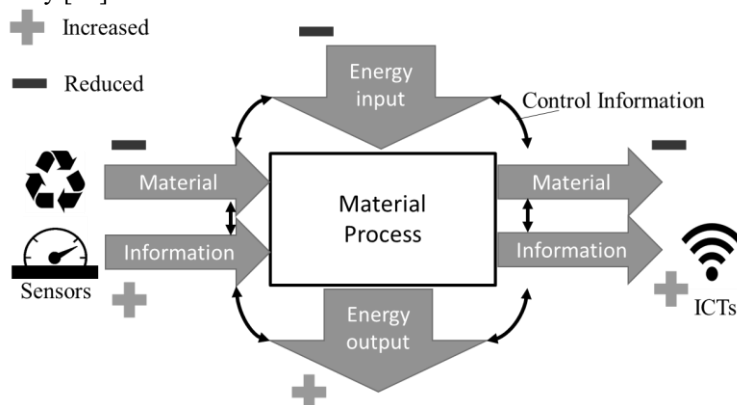 Increased
Reduced
Energy
input
Control Information
Material
Material
Material
Process
Information
Information
Sensors
ICTs
Energy
output